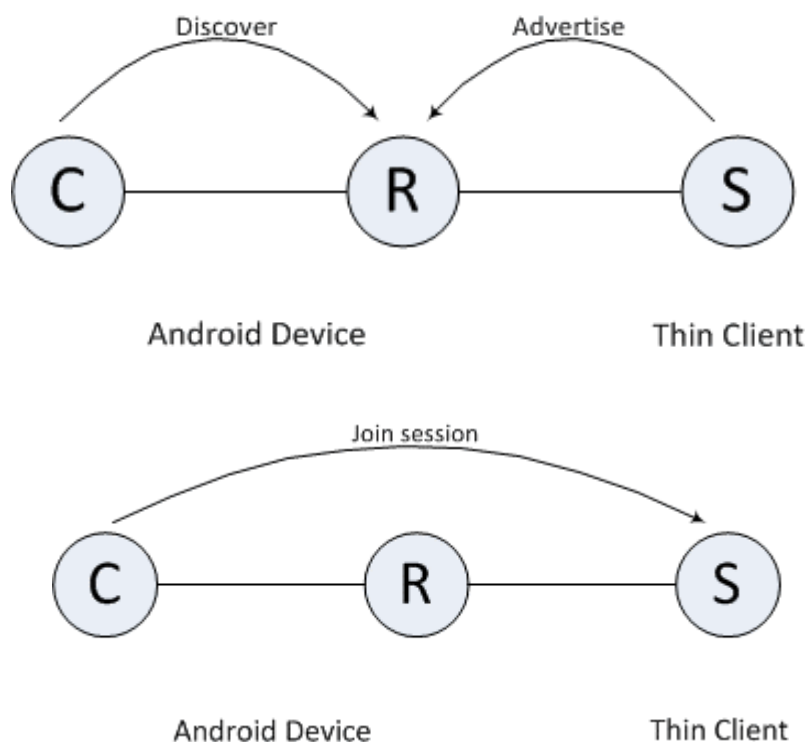 Discover
Advertise
C
R
S
Android Device
Thin Client
Join session
C
R
S
Android Device
Thin Client